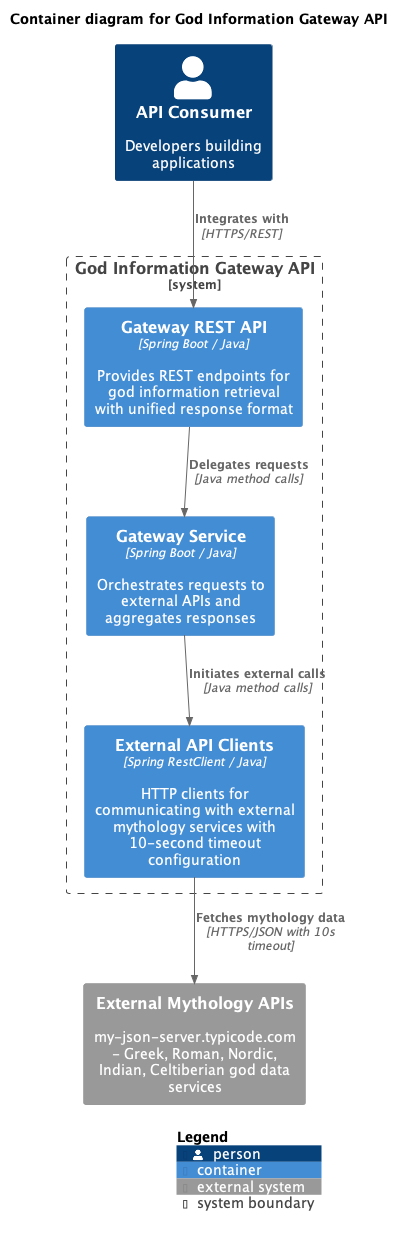 Container diagram for God Information Gateway API
API Consumer
Developers building
applications
Integrates with
[HTTPS/REST]
God Information Gateway API
[system]
Gateway REST API
[Spring Boot / Java]
Provides REST endpoints for
god information retrieval
with unified response format
Delegates requests
[Java method calls]
Gateway Service
[Spring Boot / Java]
Orchestrates requests to
external APIs and
aggregates responses
Initiates external calls
[Java method calls]
External API Clients
[Spring RestClient / Java]
HTTP clients for
communicating with external
mythology services with
10-second timeout
configuration
Fetches mythology data
[HTTPS/JSON with 10s
timeout]
External Mythology APIs
my-json-server.typicode.com
- Greek, Roman, Nordic,
Indian, Celtiberian god data
services
Legend
person
container
external system
system boundary